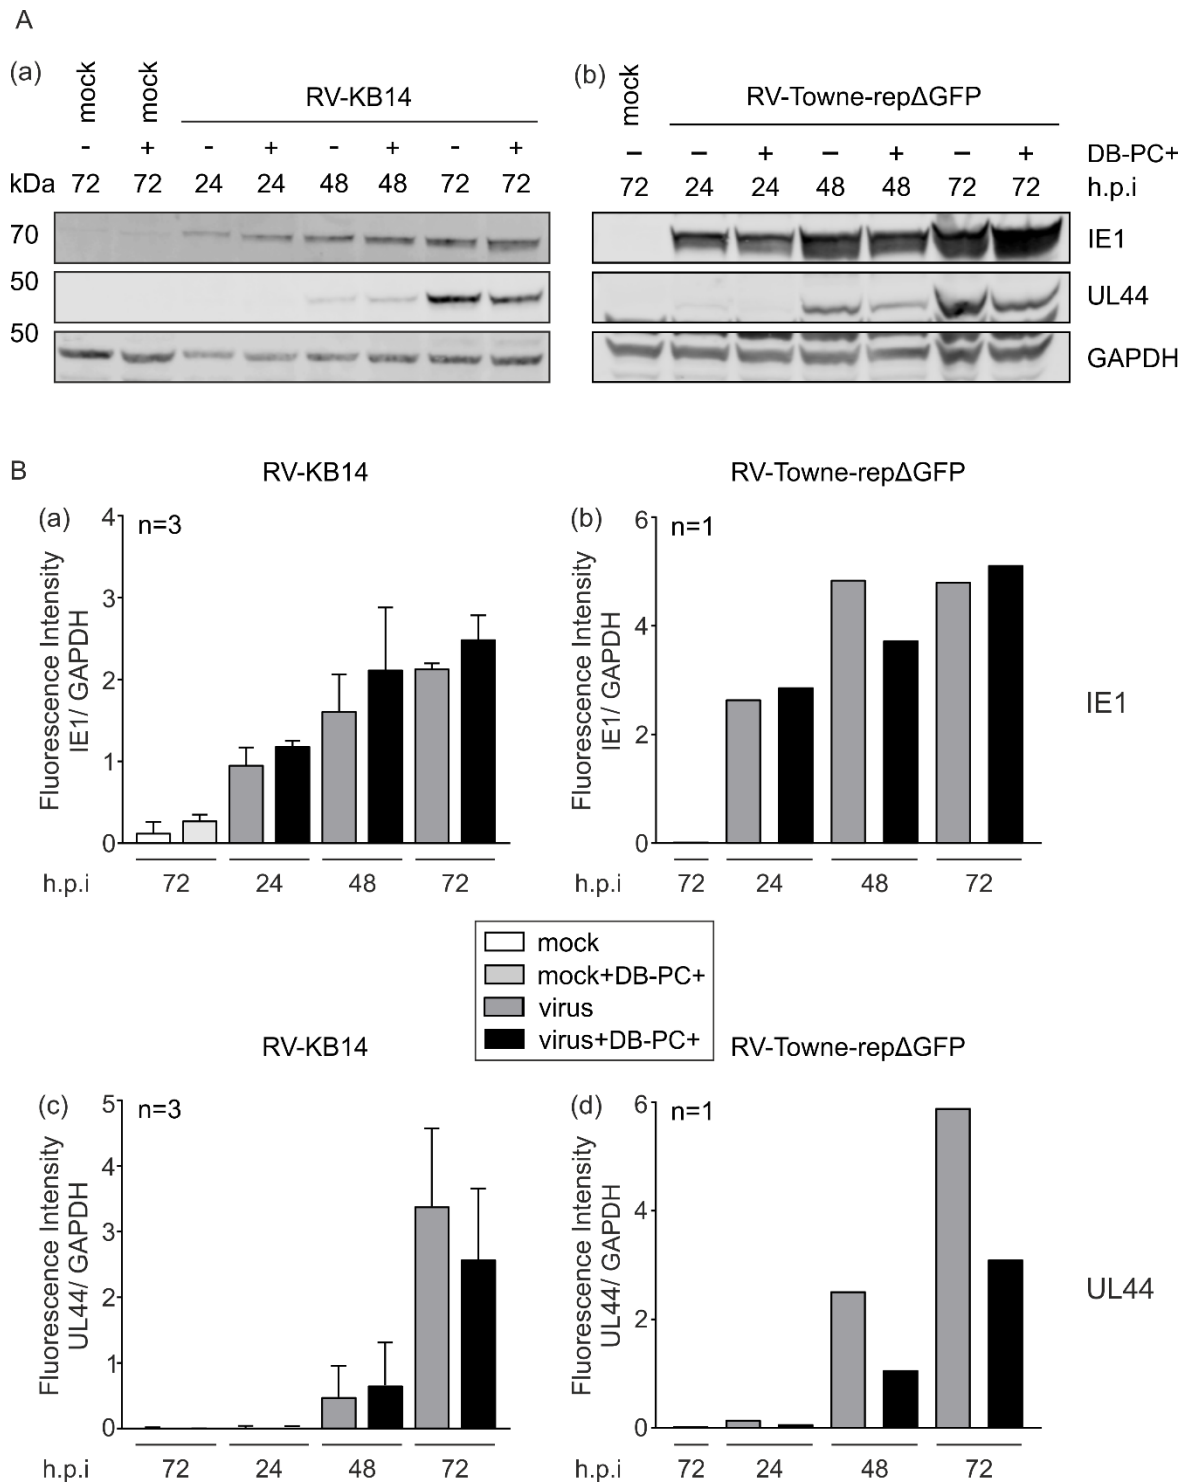 A
(a)
mock
mock
RV-KB14
- + - + - + - +
kDa 72 72 24 24 48 48 72 72
70
50
50
(b)
mock
RV-Towne-repΔGFP
– – + – + – + DB-PC+
72 24 24 48 48 72 72 h.p.i
IE1
UL44
GAPDH
B
RV-KB14
(a)
n=3
Fluorescence Intensity
IE1/ GAPDH
4
3
2
1
0
h.p.i 72 24 48 72
RV-Towne-repΔGFP
(b)
n=1
Fluorescence Intensity
IE1/ GAPDH
6
4
2
0
72 24 48 72
IE1
mock
mock+DB-PC+
virus
virus+DB-PC+
RV-KB14
(c)
n=3
Fluorescence Intensity
UL44/ GAPDH
5
4
3
2
1
0
h.p.i 72 24 48 72
RV-Towne-repΔGFP
(d)
n=1
Fluorescence Intensity
UL44/ GAPDH
6
4
2
0
h.p.i 72 24 48 72
UL44